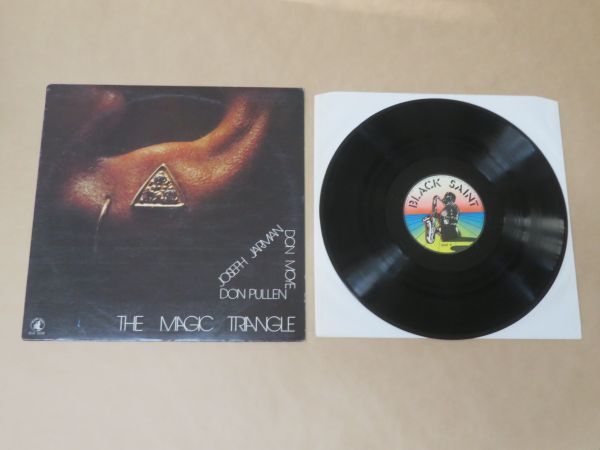 JOSEPH JARMAN
DON MOYE
DON PULLEN
THE MAGIC TRIANGLE
BLACK SAINT